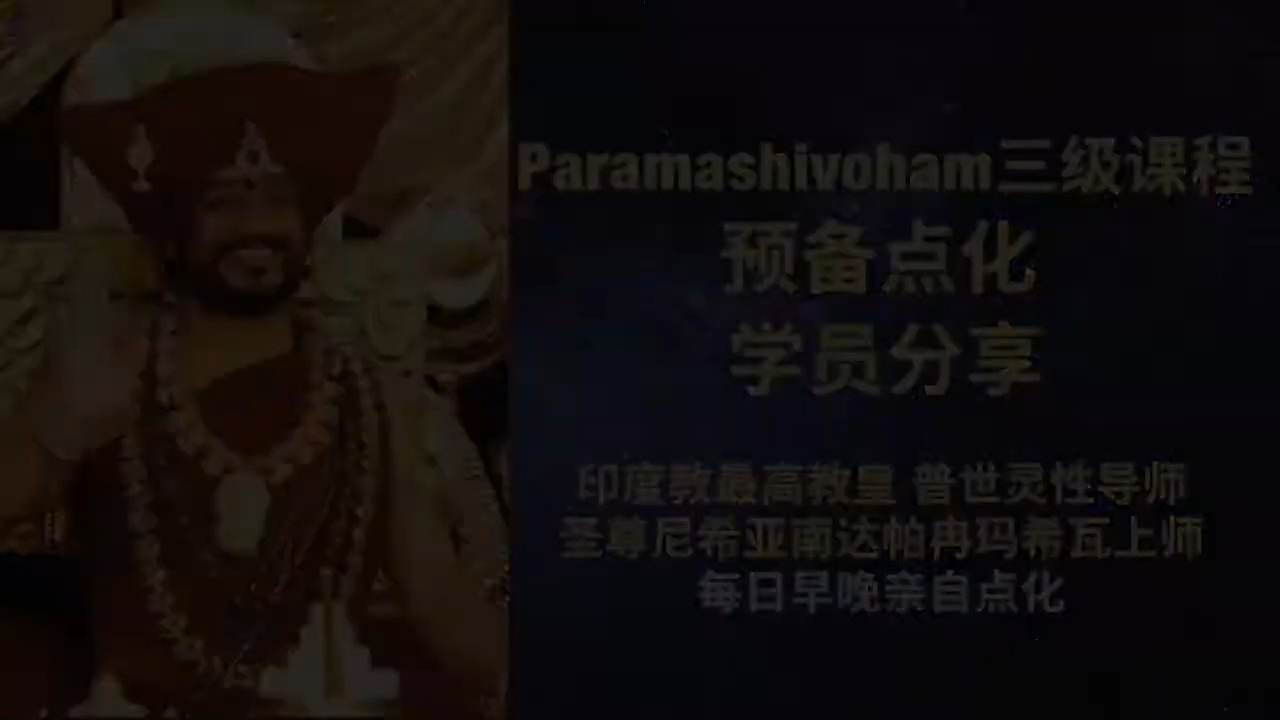 Paramashivoham三级课程
预备点化
学员分享
印度教最高教皇 普世灵性导师
圣尊尼希亚南达帕冉玛希瓦上师
每日早晚亲自点化